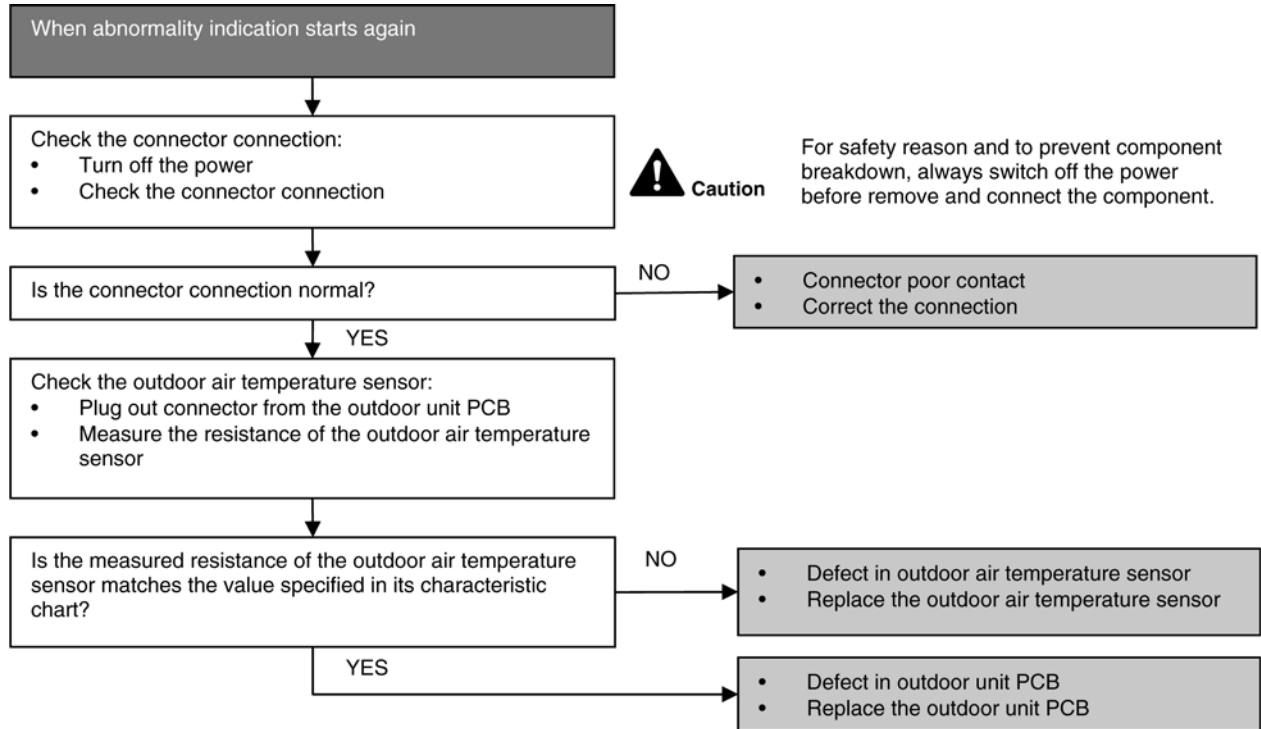 When abnormality indication starts again
Check the connector connection:
• Turn off the power
• Check the connector connection
Caution
For safety reason and to prevent component
breakdown, always switch off the power
before remove and connect the component.
Is the connector connection normal?
NO
• Connector poor contact
• Correct the connection
YES
Check the outdoor air temperature sensor:
• Plug out connector from the outdoor unit PCB
• Measure the resistance of the outdoor air temperature
sensor
Is the measured resistance of the outdoor air temperature
sensor matches the value specified in its characteristic
chart?
NO
• Defect in outdoor air temperature sensor
• Replace the outdoor air temperature sensor
YES
• Defect in outdoor unit PCB
• Replace the outdoor unit PCB